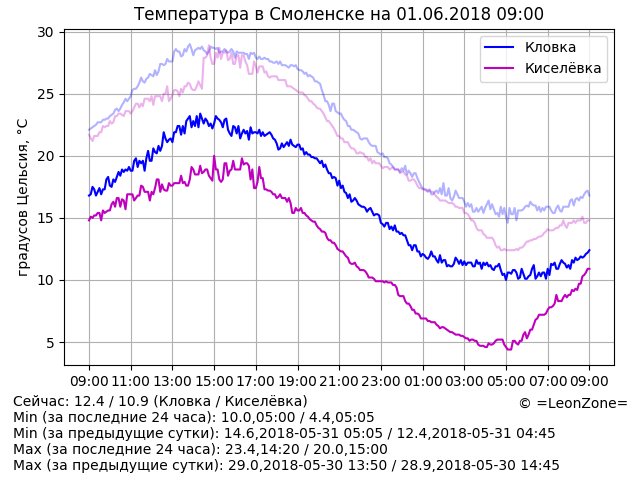 Температура в Смоленске на 01.06.2018 09:00
Кловка
Киселёвка
градусов Цельсия, °C
30
25
20
15
10
5
09:00 11:00 13:00 15:00 17:00 19:00 21:00 23:00 01:00 03:00 05:00 07:00 09:00
Сейчас: 12.4 / 10.9 (Кловка / Киселёвка)
© =LeonZone=
Min (за последние 24 часа): 10.0,05:00 / 4.4,05:05
Min (за предыдущие сутки): 14.6,2018-05-31 05:05 / 12.4,2018-05-31 04:45
Max (за последние 24 часа): 23.4,14:20 / 20.0,15:00
Max (за предыдущие сутки): 29.0,2018-05-30 13:50 / 28.9,2018-05-30 14:45